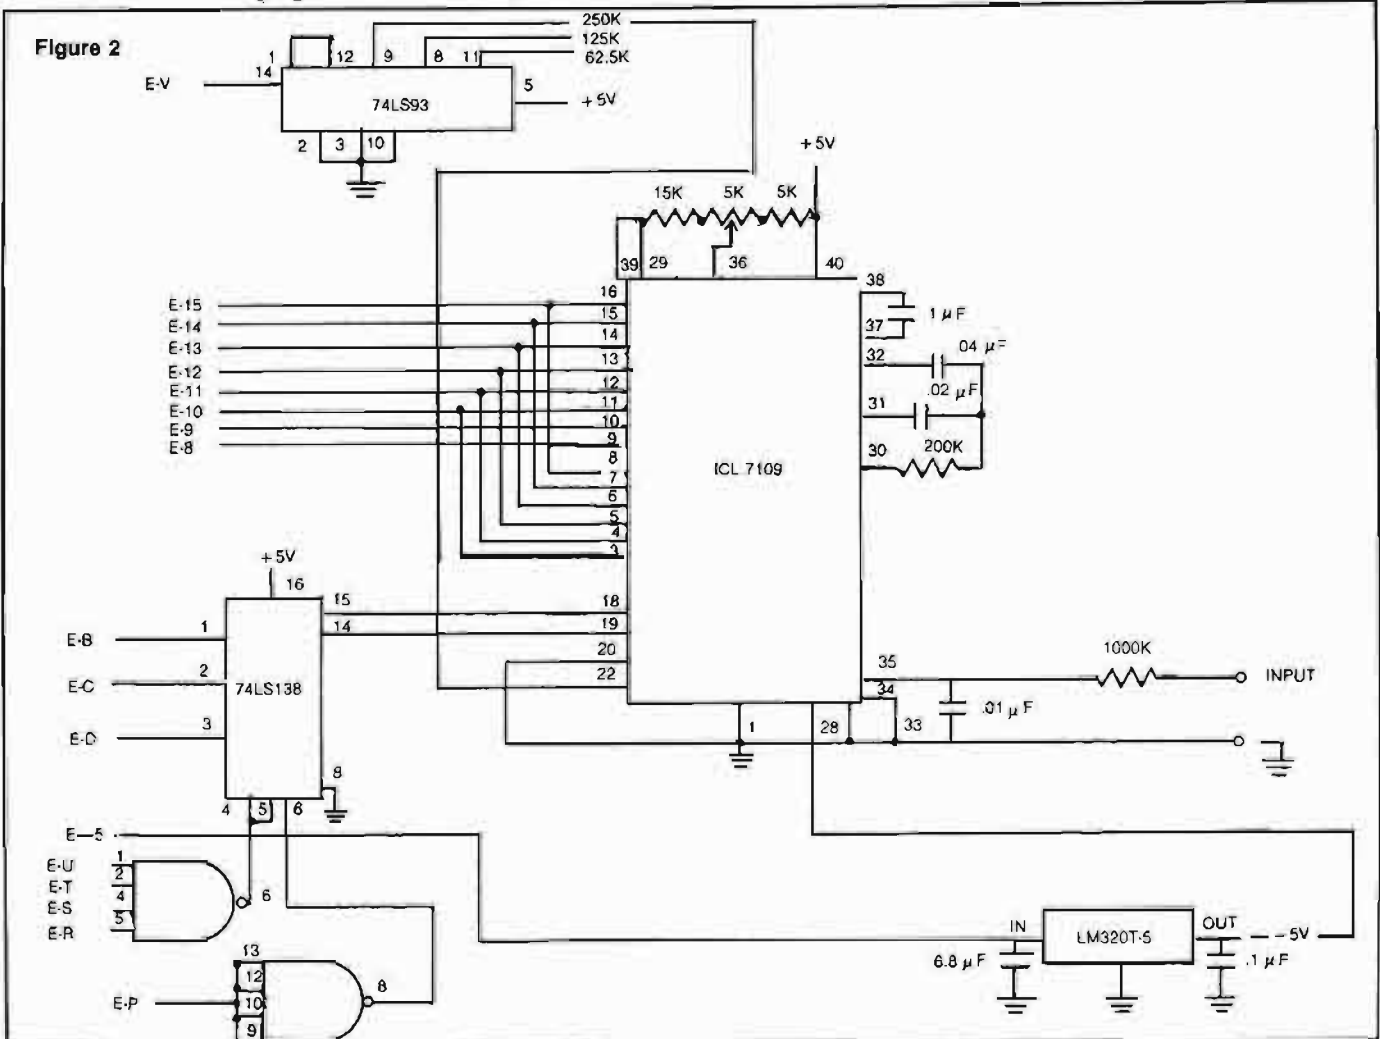 Figure 2
250K
125K
62.5K
1 12 9 8 11
14
E-V
74LS93
5
+5V
2 3 10
+5V
15K 5K 5K
39 29 36 40
E-15
E-14
E-13
E-12
E-11
E-10
E-9
E-8
16
15
14
13
12
11
10
9
8
7
6
5
4
3
ICL 7109
38
37
1 µF
32
.04 µF
.02 µF
31
30
200K
+5V
16
15
14
18
19
20
22
E-B
1
E-C
2
74LS138
E-D
3
8
4 5 6
35
34
33
1
28
1000K
INPUT
.01 µF
E—5
E-U
E-T
E-S
E-R
1
2
4
5
6
E-P
13
12
10
9
8
IN
LM320T-5
OUT
-5V
6.8 µF
.1 µF